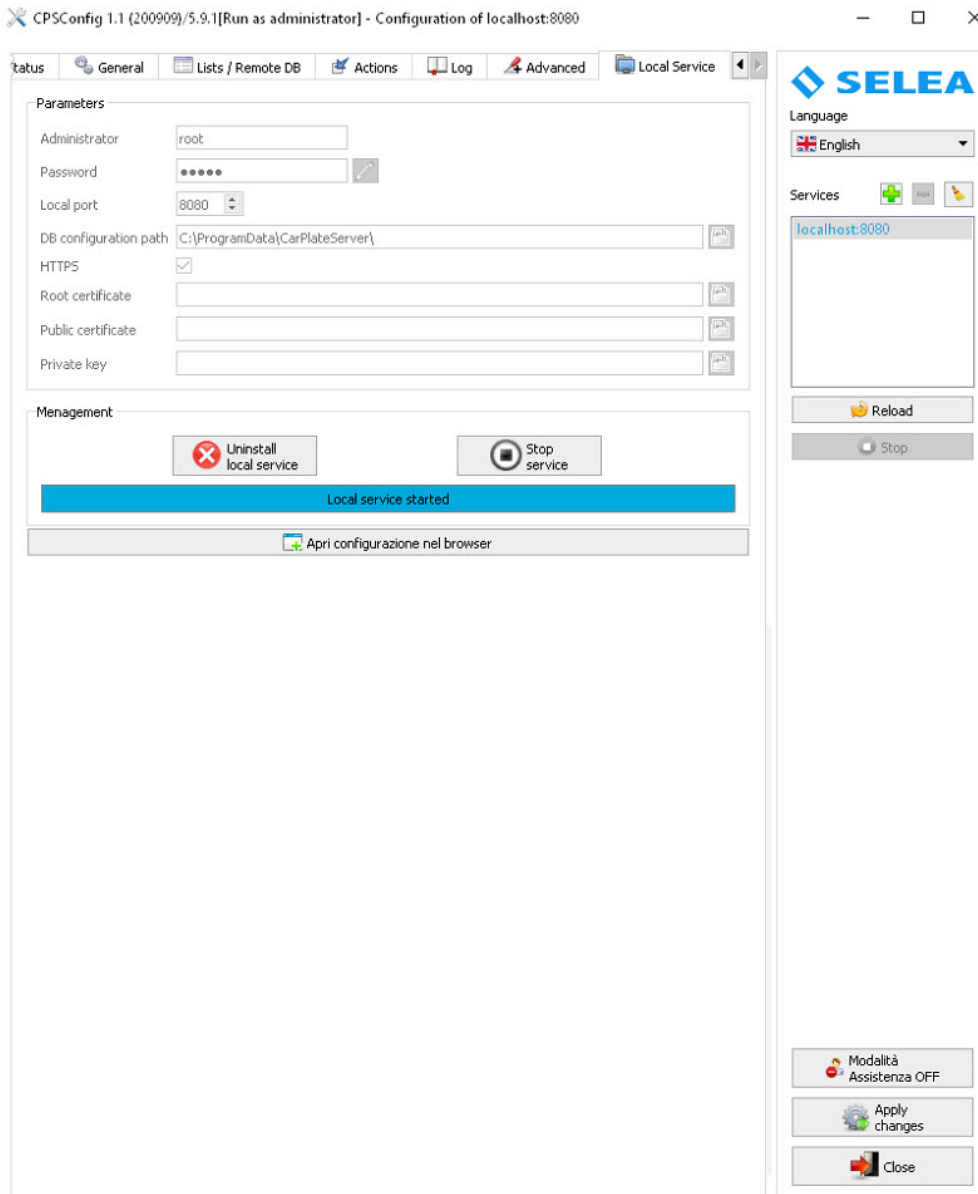 CPSConfig 1.1 (200909)/5.9.1[Run as administrator] - Configuration of localhost:8080
tatus General Lists / Remote DB Actions Log Advanced Local Service
SELEA
Language
English
Services
localhost:8080
Reload
Stop
Parameters
Administrator root
Password •••••
Local port 8080
DB configuration path C:\ProgramData\CarPlateServer\
HTTPS
Root certificate
Public certificate
Private key
Menagement
Uninstall
local service
Stop
service
Local service started
Apri configurazione nel browser
Modalità
Assistenza OFF
Apply
changes
Close